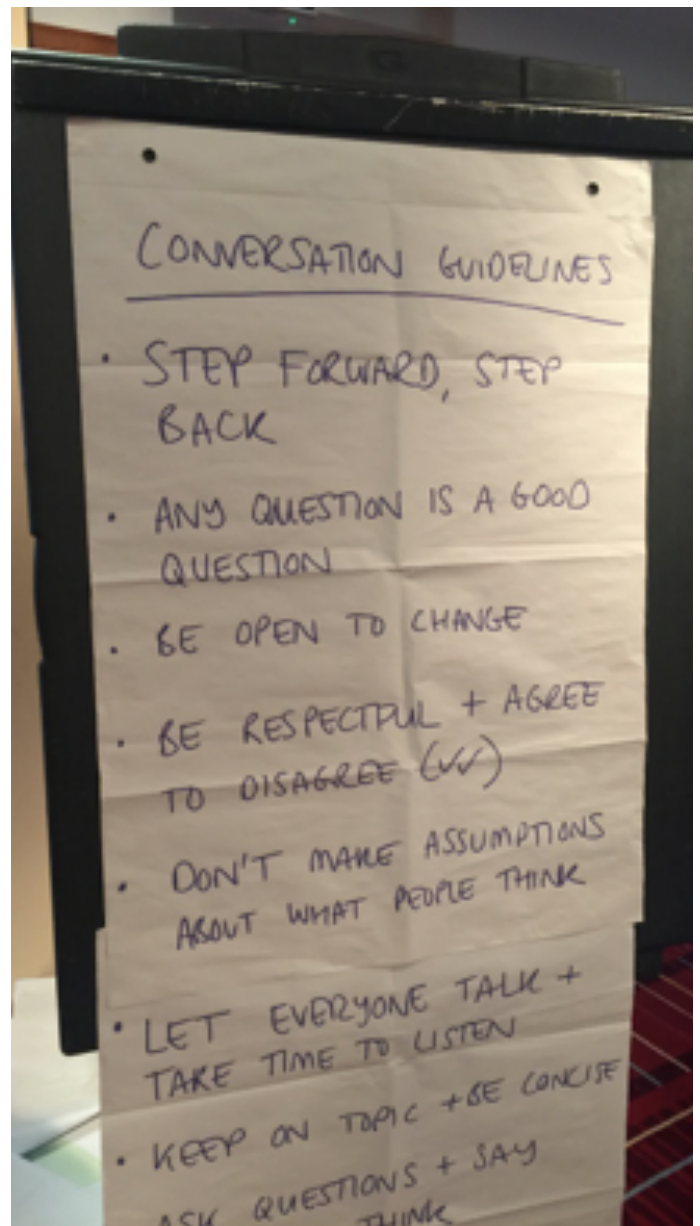 CONVERSATION GUIDELINES
· STEP FORWARD, STEP
BACK
· ANY QUESTION IS A GOOD
QUESTION
· BE OPEN TO CHANGE
· BE RESPECTFUL + AGREE
TO DISAGREE (✓✓)
· DON'T MAKE ASSUMPTIONS
ABOUT WHAT PEOPLE THINK
· LET EVERYONE TALK +
TAKE TIME TO LISTEN
· KEEP ON TOPIC + BE CONCISE
ASK QUESTIONS + SAY
THINK